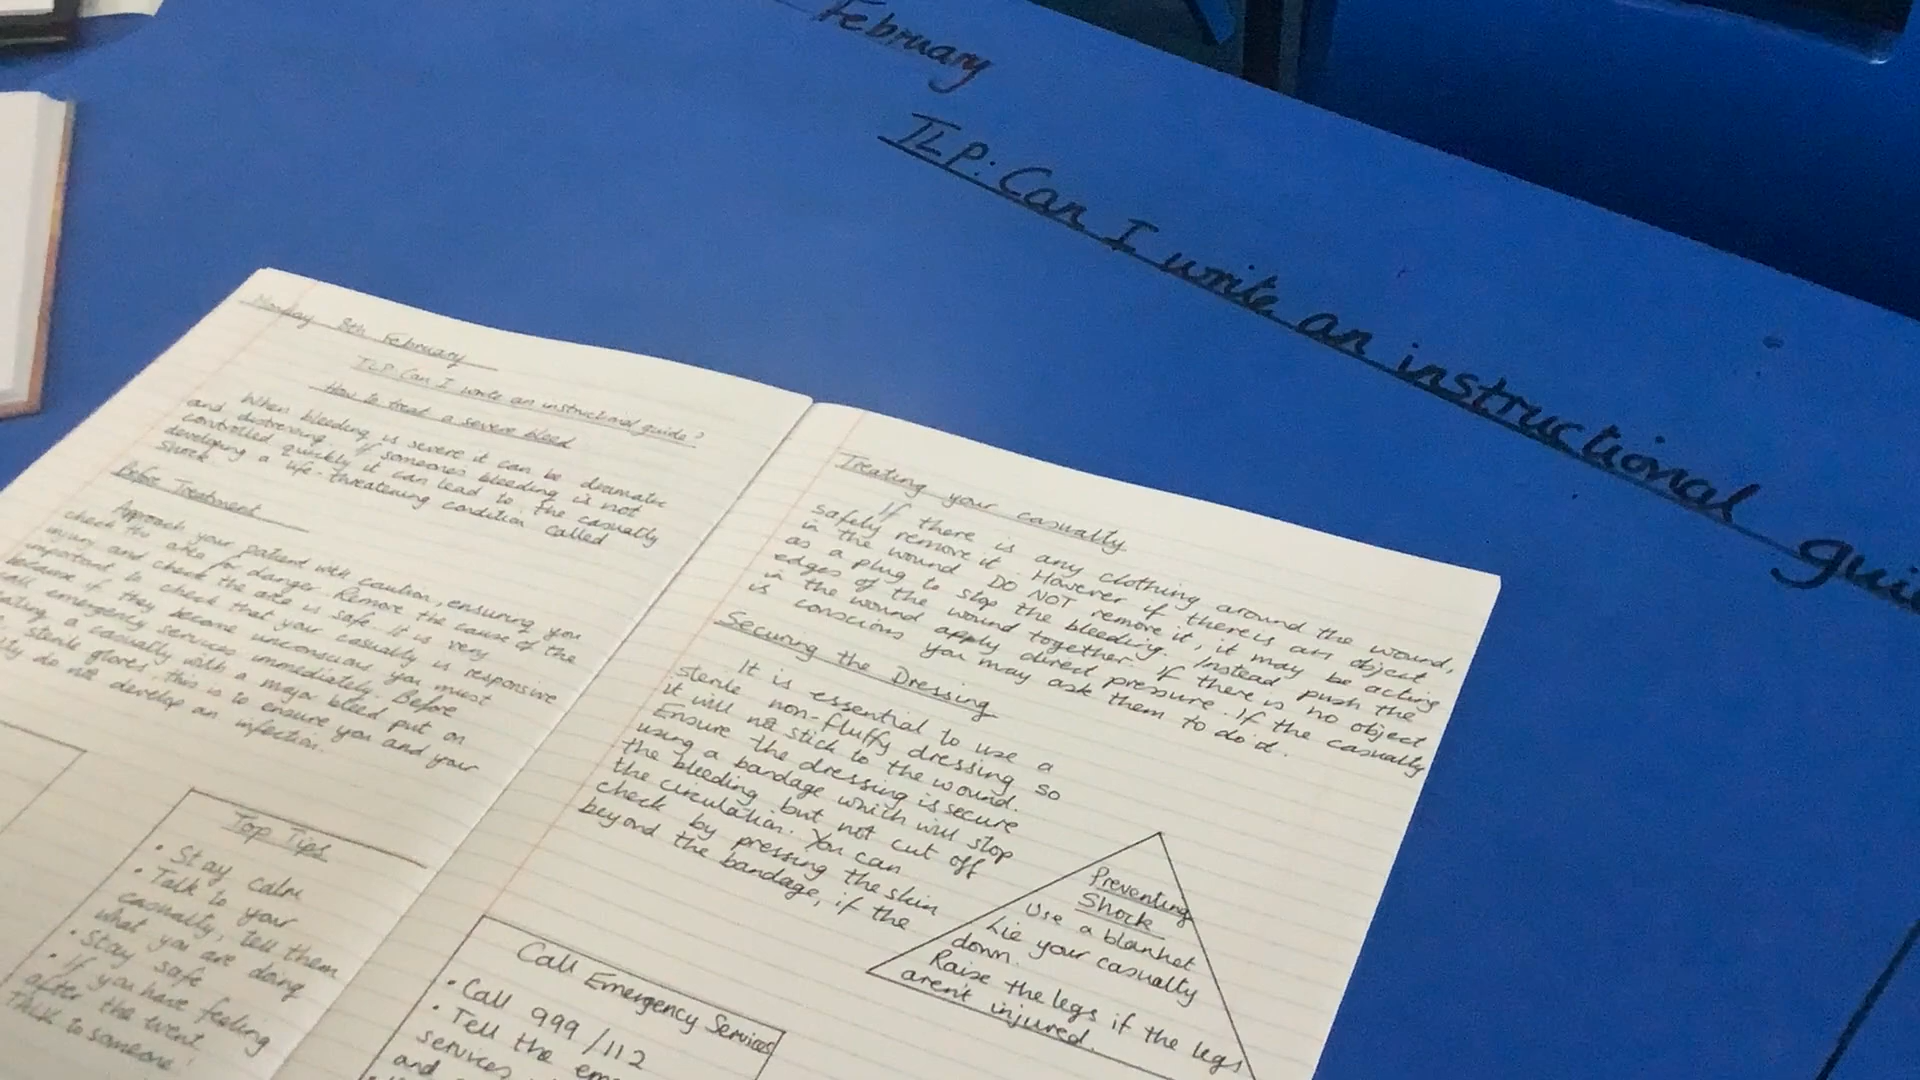 February
TLP: Can I write an instructional
Monday 8th February
TLP: Can I write an instructional guide?
How to treat a severe bleed
When bleeding is severe it can be dramatic
and distressing. If someones bleeding is not
controlled quickly it can lead to the casualty
developing a life-threatening condition called
shock.
Before Treatment
Approach your patient with caution, ensuring you
check the area for danger. Remove the cause of the
injury and check the area is safe. It is very
important to check that your casualty is responsive
because if they become unconscious you must
call emergency services immediately. Before
a casualty with a major bleed put on
sterile gloves, this is to ensure you and your
do not develop an infection.
Top Tips
• Stay calm
• Talk to your
casualty, tell them
what you are doing
• Stay safe
• If you have feeling
after the event
TALK to someone!
Treating your casualty
If there is any clothing around the wound,
safely remove it. However if there is an object
in the wound DO NOT remove it, it may be acting
as a plug to stop the bleeding. Instead push the
edges of the wound together. If there is no object
in the wound apply direct pressure. If the casualty
is conscious you may ask them to do it.
Securing the Dressing
It is essential to use a
sterile non-fluffy dressing so
it will not stick to the wound.
Ensure the dressing is secure
using a bandage which will stop
the bleeding but not cut off
the circulation. You can
check by pressing the skin
beyond the bandage, if the
Preventing
Shock
Use a blanket
Lie your casualty
down.
Raise the legs if the legs
aren't injured.
Call Emergency Services
• Call 999/112
• Tell the
services
and